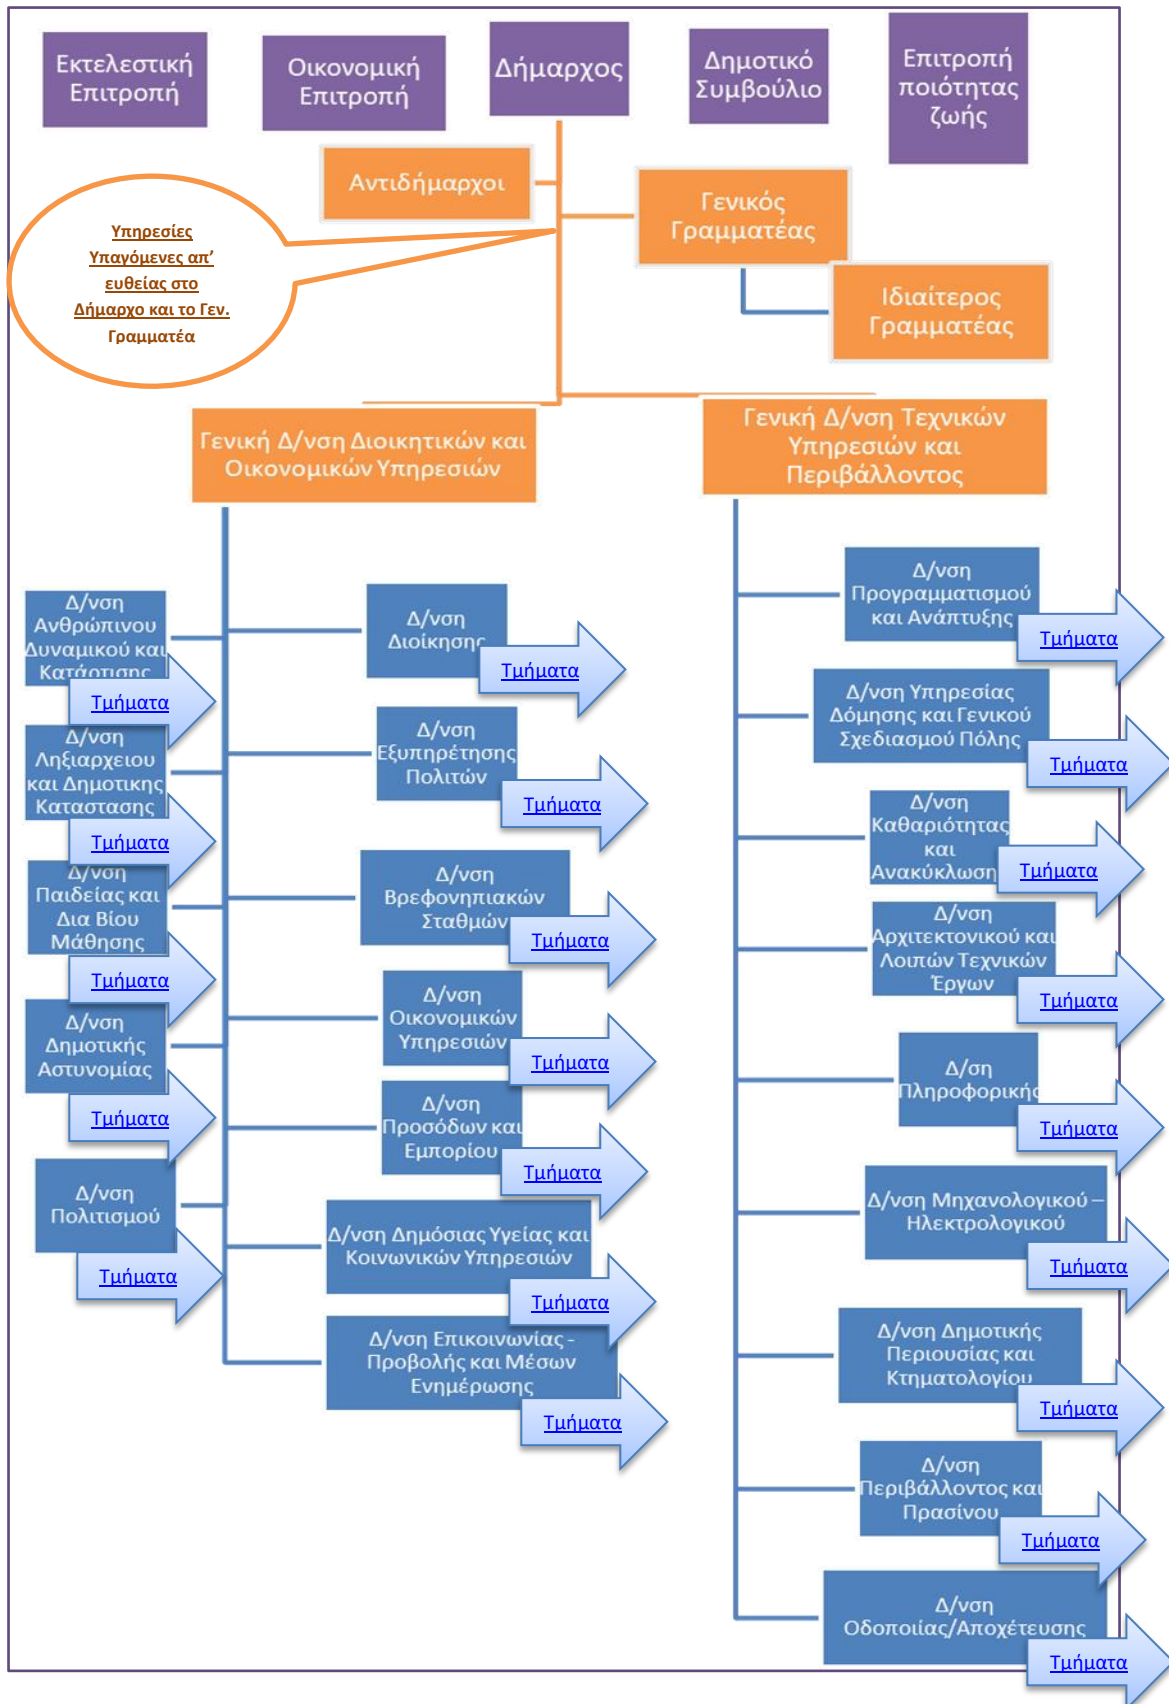 Εκτελεστική
Επιτροπή
Οικονομική
Επιτροπή
Δήμαρχος
Δημοτικό
Συμβούλιο
Επιτροπή
ποιότητας
ζωής
Αντιδήμαρχοι
Γενικός
Γραμματέας
Ιδιαίτερος
Γραμματέας
Υπηρεσίες
Υπαγόμενες απ'
ευθείας στο
Δήμαρχο και το Γεν.
Γραμματέα
Γενική Δ/νση Διοικητικών και
Οικονομικών Υπηρεσιών
Γενική Δ/νση Τεχνικών
Υπηρεσιών και
Περιβάλλοντος
Δ/νση
Ανθρώπινου
Δυναμικού και
Κατάρτισης
Τμήματα
Δ/νση
Ληξιαρχειου
και Δημοτικης
Καταστασης
Τμήματα
Δ/νση
Παιδείας και
Δια Βίου
Μάθησης
Τμήματα
Δ/νση
Δημοτικής
Αστυνομίας
Τμήματα
Δ/νση
Πολιτισμού
Τμήματα
Δ/νση
Διοίκησης
Τμήματα
Δ/νση
Εξυπηρέτησης
Πολιτών
Τμήματα
Δ/νση
Βρεφονηπιακών
Σταθμών
Τμήματα
Δ/νση
Οικονομικών
Υπηρεσιών
Τμήματα
Δ/νση
Προσόδων και
Εμπορίου
Τμήματα
Δ/νση Δημόσιας Υγείας και
Κοινωνικών Υπηρεσιών
Τμήματα
Δ/νση Επικοινωνίας -
Προβολής και Μέσων
Ενημέρωσης
Τμήματα
Δ/νση
Προγραμματισμού
και Ανάπτυξης
Τμήματα
Δ/νση Υπηρεσίας
Δόμησης και Γενικού
Σχεδιασμού Πόλης
Τμήματα
Δ/νση
Καθαριότητας
και
Ανακύκλωση
Τμήματα
Δ/νση
Αρχιτεκτονικού και
Λοιπών Τεχνικών
Έργων
Τμήματα
Δ/ση
Πληροφορικής
Τμήματα
Δ/νση Μηχανολογικού –
Ηλεκτρολογικού
Τμήματα
Δ/νση Δημοτικής
Περιουσίας και
Κτηματολογίου
Τμήματα
Δ/νση
Περιβάλλοντος και
Πρασίνου
Τμήματα
Δ/νση
Οδοποιίας/Αποχέτευσης
Τμήματα